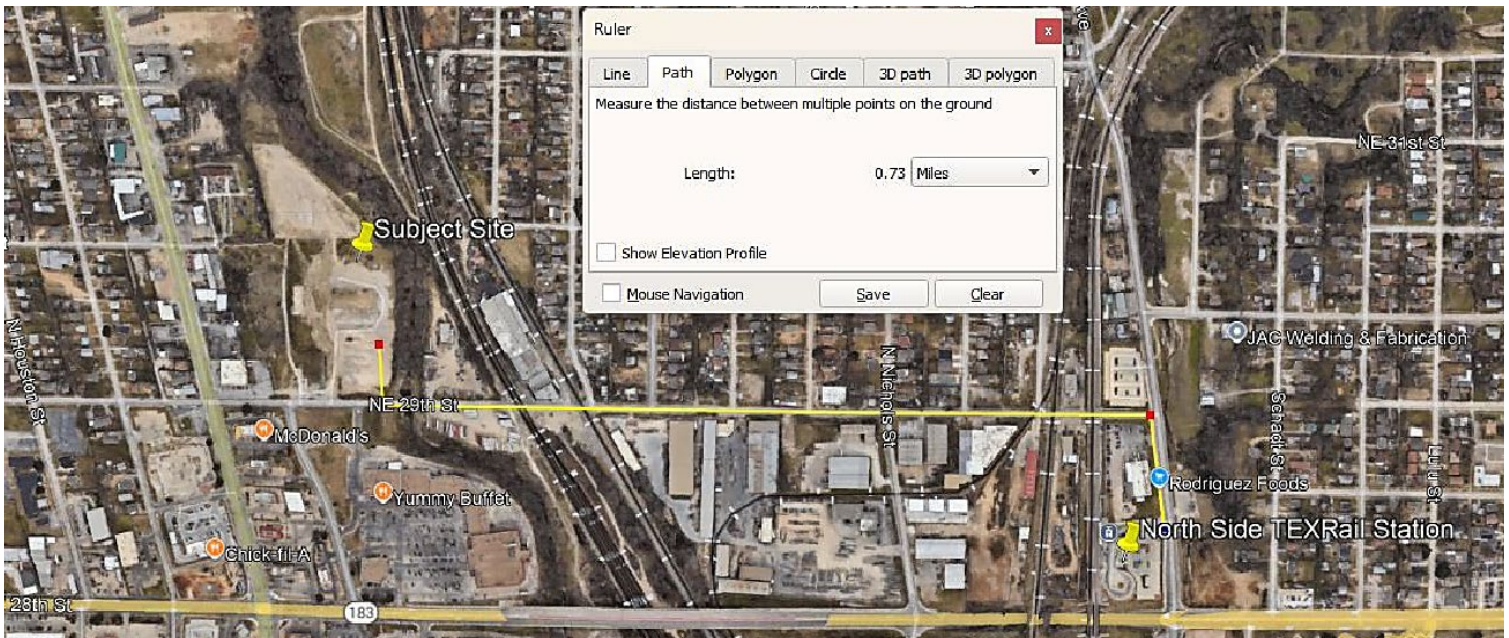 Ruler
x
Line
Path
Polygon
Circle
3D path
3D polygon
Measure the distance between multiple points on the ground
Length:
0.73
Miles
Show Elevation Profile
Mouse Navigation
Save
Clear
NE 31st St
Subject Site
N Houston St
JAG Welding & Fabrication
NE 29th St
N Nichols St
Schadt St
McDonald's
Lulu St
Rodriguez Foods
Yummy Buffet
Chick-fil-A
North Side TEXRail Station
28th St
183